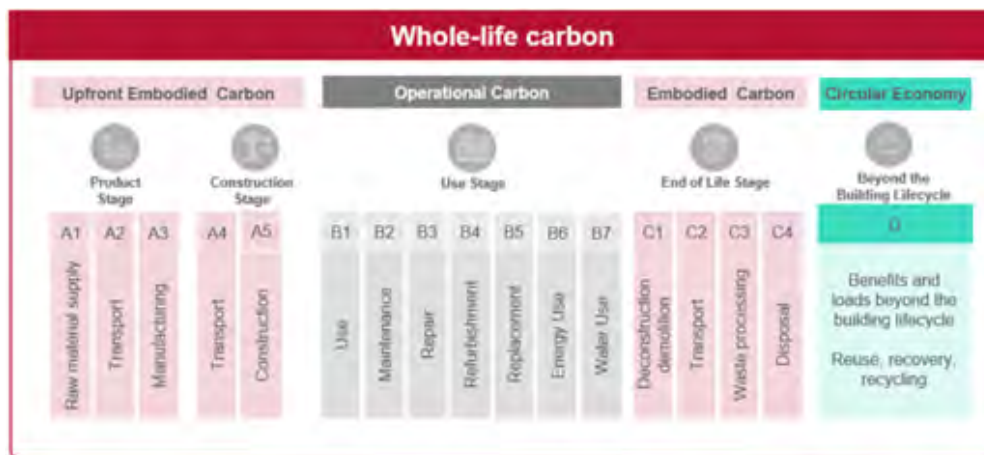 Whole-life carbon
Upfront Embodied Carbon
Operational Carbon
Embodied Carbon
Circular Economy
Product
Stage
Construction
Stage
Use Stage
End of Life Stage
Beyond the
Building Lifecycle
A1
A2
A3
A4
A5
B1
B2
B3
B4
B5
B6
B7
C1
C2
C3
C4
D
Raw material supply
Transport
Manufacturing
Transport
Construction
Use
Maintenance
Repair
Refurbishment
Replacement
Energy Use
Water Use
Deconstruction
demolition
Transport
Waste processing
Disposal
Benefits and
loads beyond the
building lifecycle
Reuse, recovery,
recycling